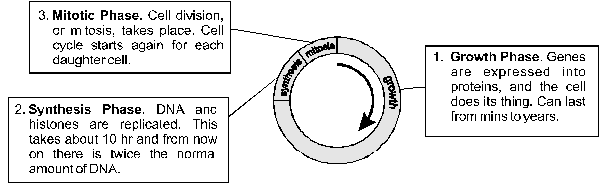 3. Mitotic Phase. Cell division,
or mitosis, takes place. Cell
cycle starts again for each
daughter cell.
1. Growth Phase. Genes
are expressed into
proteins, and the cell
does its thing. Can last
from mins to years.
2. Synthesis Phase. DNA and
histones are replicated. This
takes about 10 hr and from now
on there is twice the normal
amount of DNA.
synthesis
mitosis
growth